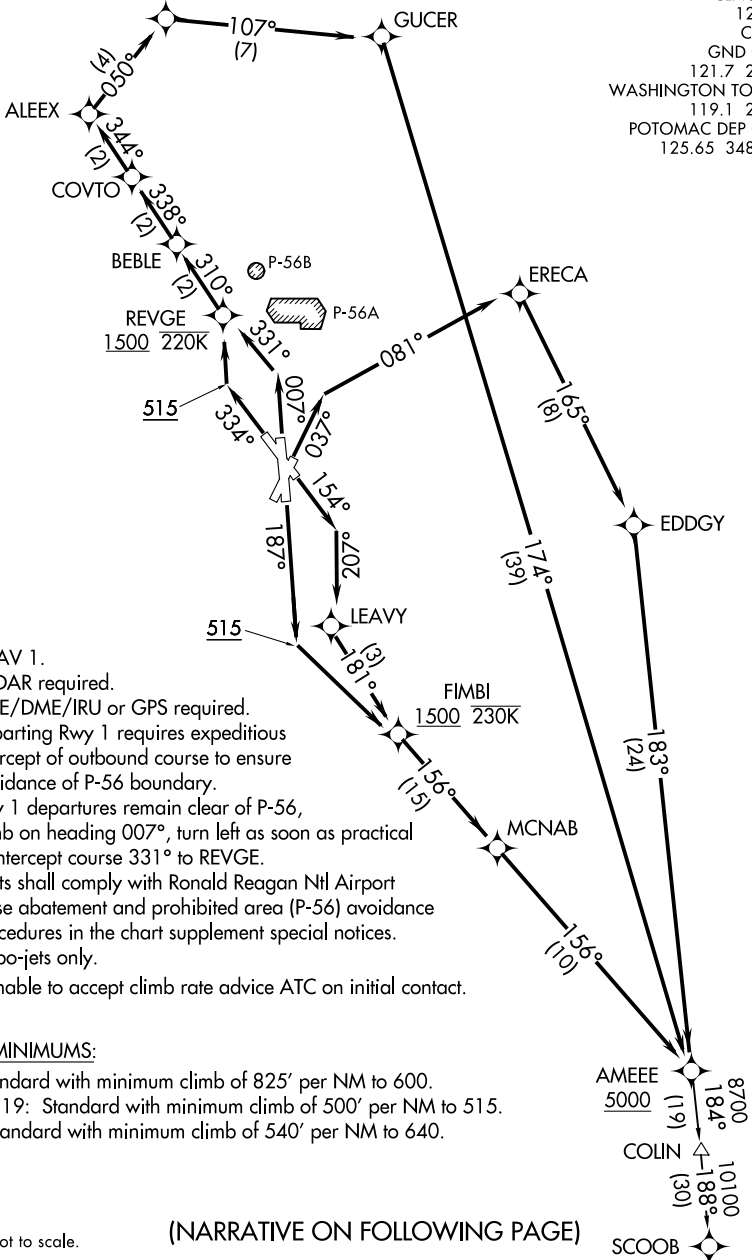 12
C
GND
121.7 2
WASHINGTON TO
119.1 2
POTOMAC DEP
125.65 348
107°
(7)
GUCER
(4)
050°
ALEEX
344°
(2)
COVTO
338°
(2)
BEBLE
310°
(2)
P-56B
P-56A
REVGE
1500 220K
331°
515
334°
007°
037°
081°
ERECA
165°
(8)
EDDGY
154°
207°
187°
LEAVY
515
(3)
181°
FIMBI
1500 230K
174°
(39)
183°
(24)
156°
(15)
MCNAB
156°
(10)
AV 1.
DAR required.
E/DME/IRU or GPS required.
parting Rwy 1 requires expeditious
rcept of outbound course to ensure
idance of P-56 boundary.
y 1 departures remain clear of P-56,
nb on heading 007°, turn left as soon as practical
ntercept course 331° to REVGE.
ts shall comply with Ronald Reagan Ntl Airport
se abatement and prohibited area (P-56) avoidance
cedures in the chart supplement special notices.
bo-jets only.
nable to accept climb rate advice ATC on initial contact.
MINIMUMS:
ndard with minimum climb of 825' per NM to 600.
19: Standard with minimum climb of 500' per NM to 515.
tandard with minimum climb of 540' per NM to 640.
AMEEE
5000
8700
184°
(19)
COLIN
10100
188°
(30)
SCOOB
(NARRATIVE ON FOLLOWING PAGE)
ot to scale.